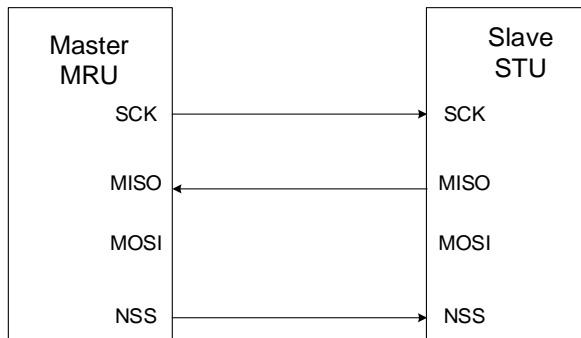 Master
MRU
SCK
MISO
MOSI
NSS
Slave
STU
SCK
MISO
MOSI
NSS